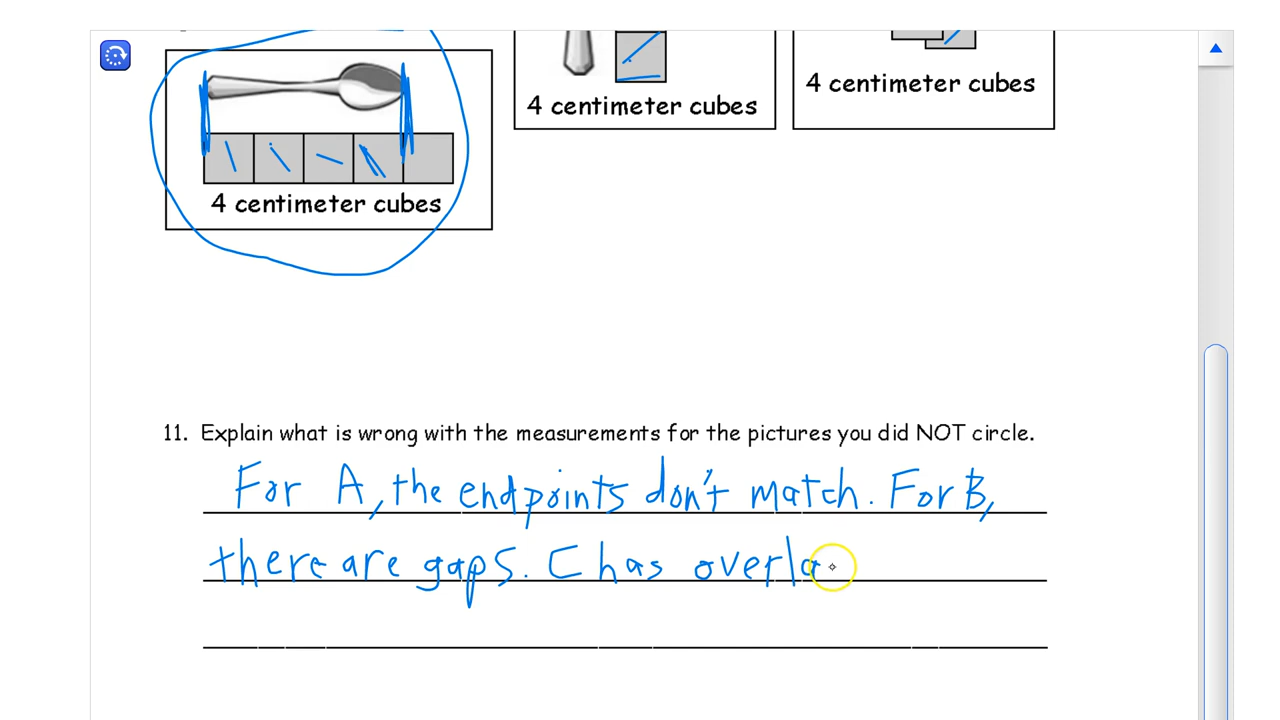 4 centimeter cubes
4 centimeter cubes
4 centimeter cubes
11. Explain what is wrong with the measurements for the pictures you did NOT circle.
For A, the endpoints don't match. For B,
there are gaps. C has overla